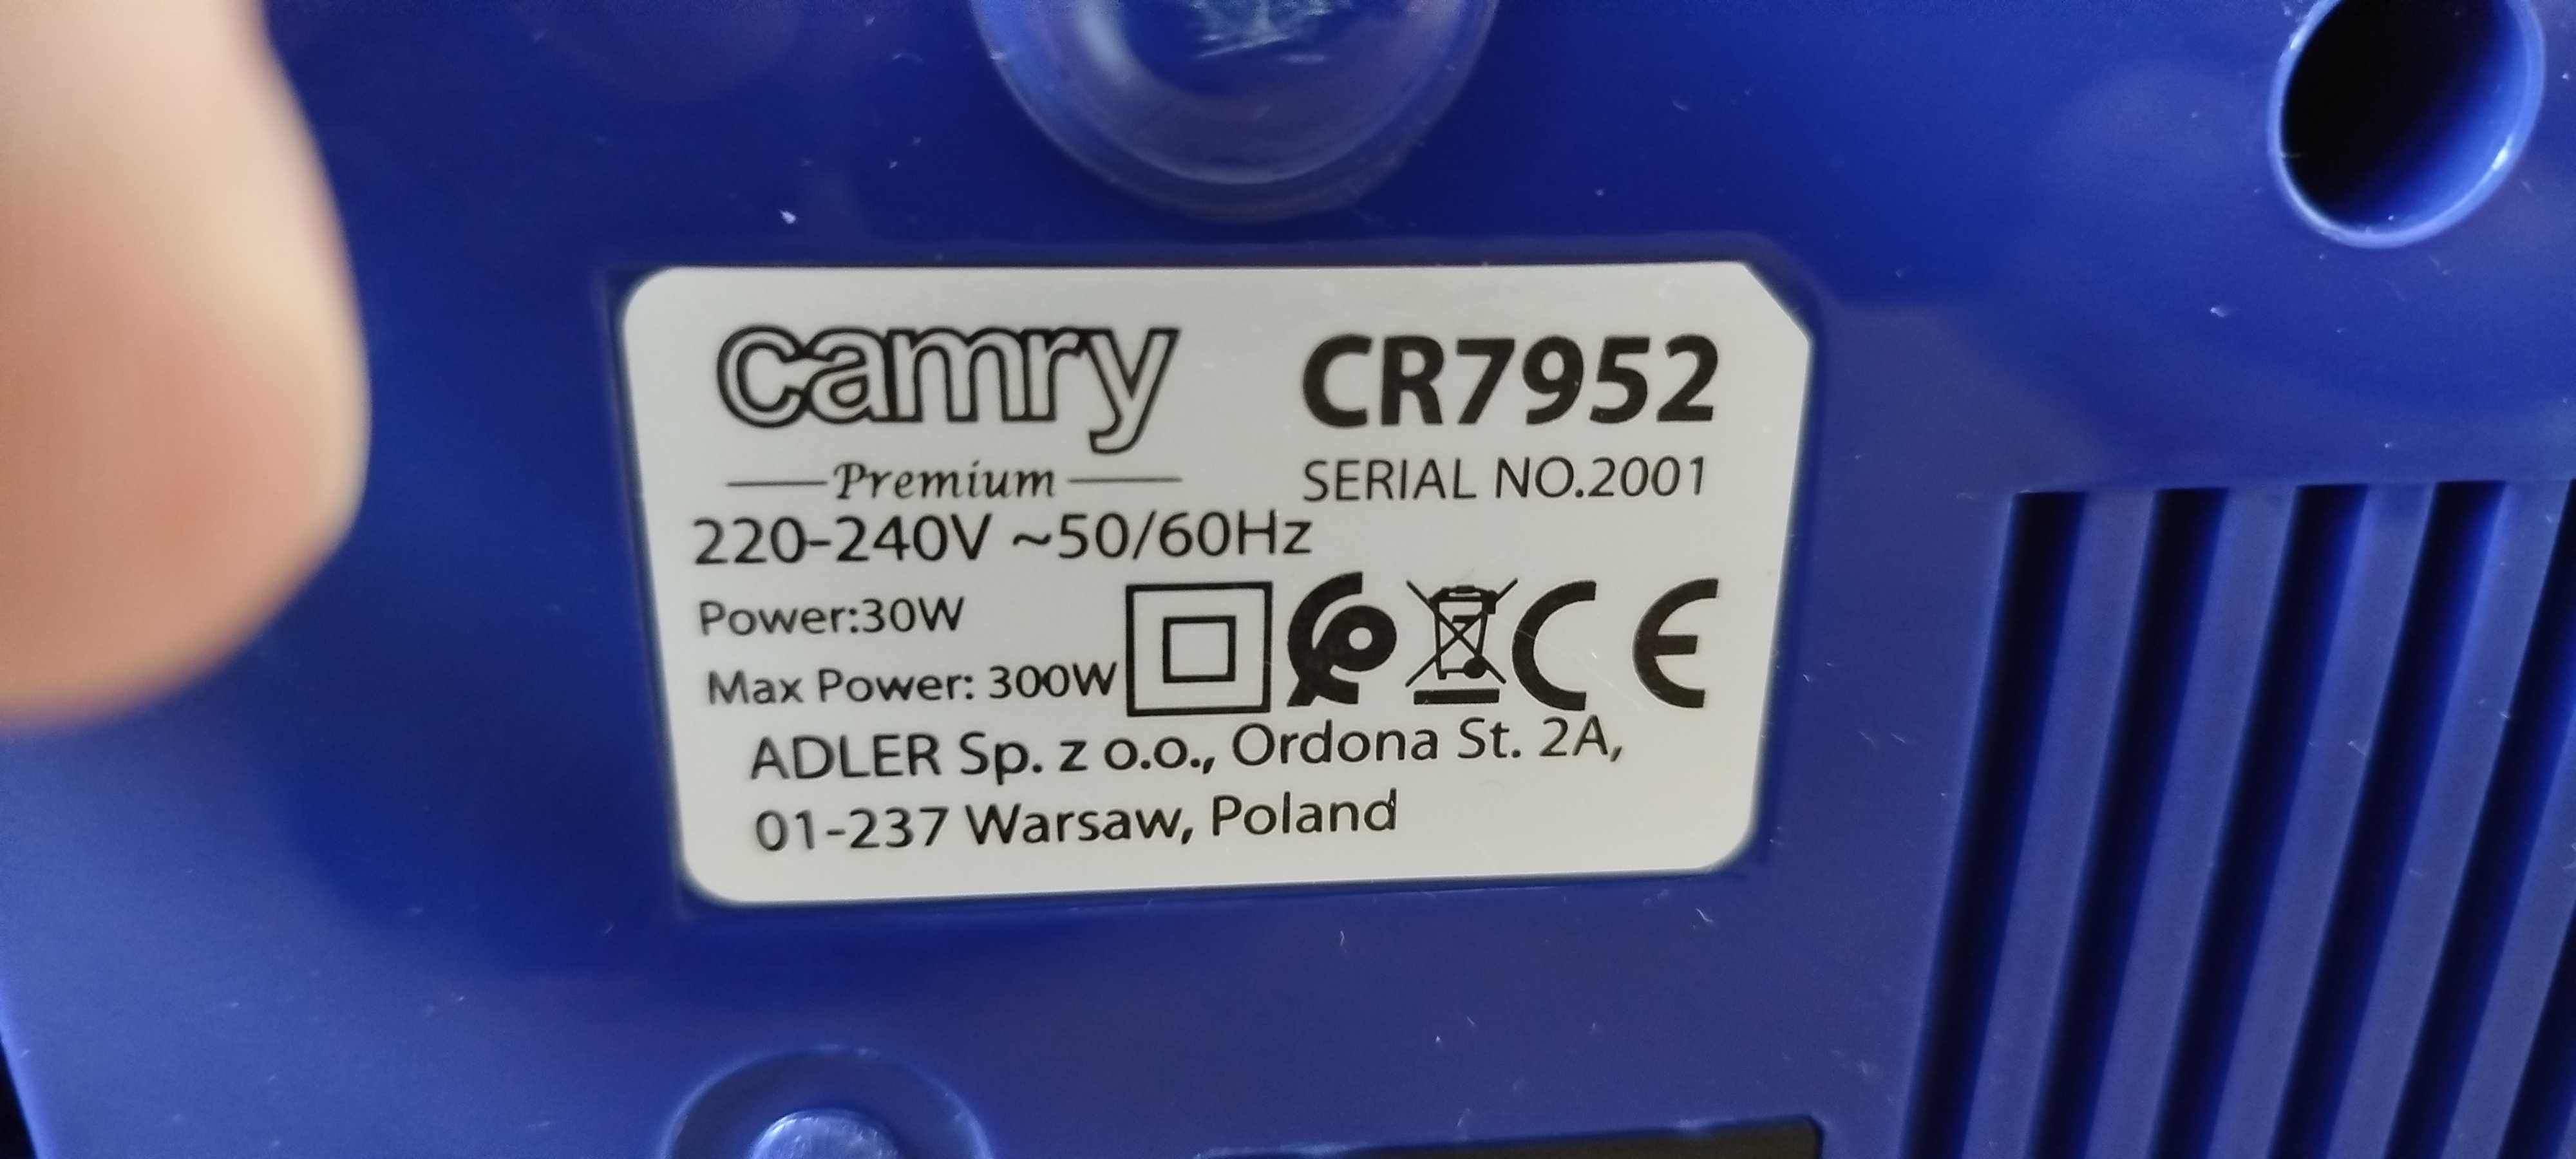 camry CR7952
Premium SERIAL NO.2001
220-240V ~50/60Hz
Power:30W
Max Power: 300W
CE
ADLER Sp. z o.o., Ordona St. 2A,
01-237 Warsaw, Poland